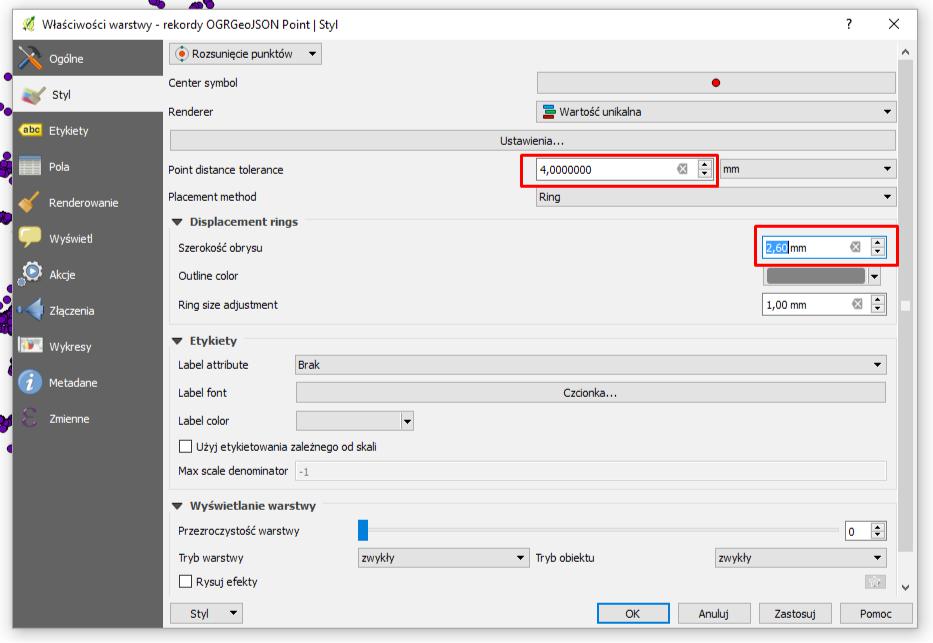 Właściwości warstwy - rekordy OGRGeoJSON Point | Styl
?
Ogólne
Styl
abc Etykiety
Pola
Renderowanie
Wyświetl
Akcje
Złączenia
Wykresy
Metadane
Zmienne
Rozsunięcie punktów
Center symbol
Renderer Wartość unikalna
Ustawienia...
Point distance tolerance 4,0000000 mm
Placement method Ring
Displacement rings
Szerokość obrysu 2,60 mm
Outline color
Ring size adjustment 1,00 mm
Etykiety
Label attribute Brak
Label font Czcionka...
Label color
Użyj etykietowania zależnego od skali
Max scale denominator -1
Wyświetlanie warstwy
Przezroczystość warstwy 0
Tryb warstwy zwykły Tryb obiektu zwykły
Rysuj efekty
Styl OK Anuluj Zastosuj Pomoc